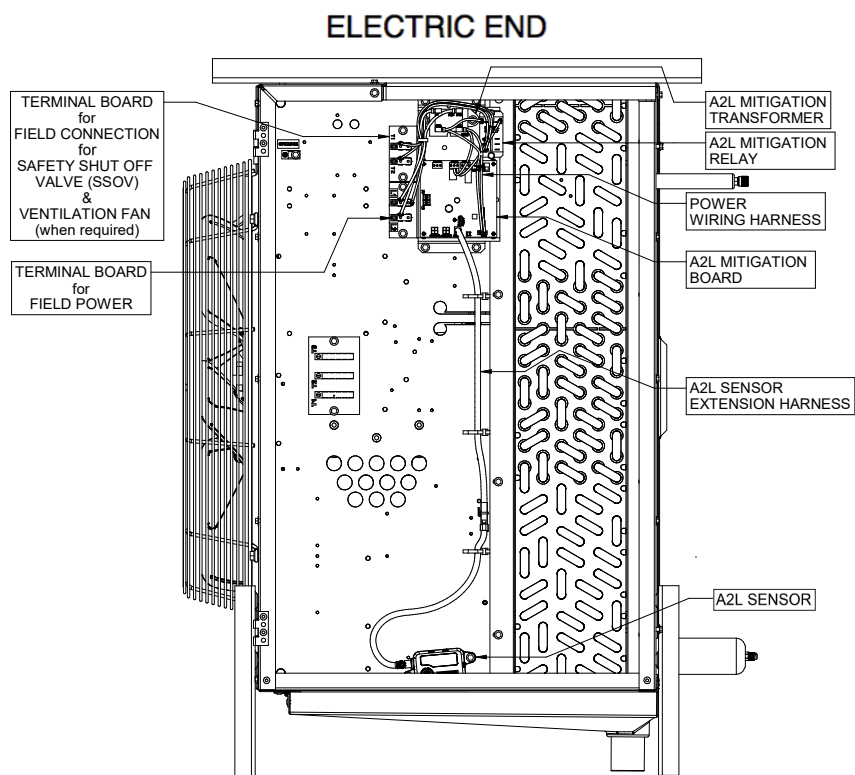 ELECTRIC END
TERMINAL BOARD
for
FIELD CONNECTION
for
SAFETY SHUT OFF
VALVE (SSOV)
&
VENTILATION FAN
(when required)
TERMINAL BOARD
for
FIELD POWER
A2L MITIGATION
TRANSFORMER
A2L MITIGATION
RELAY
POWER
WIRING HARNESS
A2L MITIGATION
BOARD
A2L SENSOR
EXTENSION HARNESS
A2L SENSOR